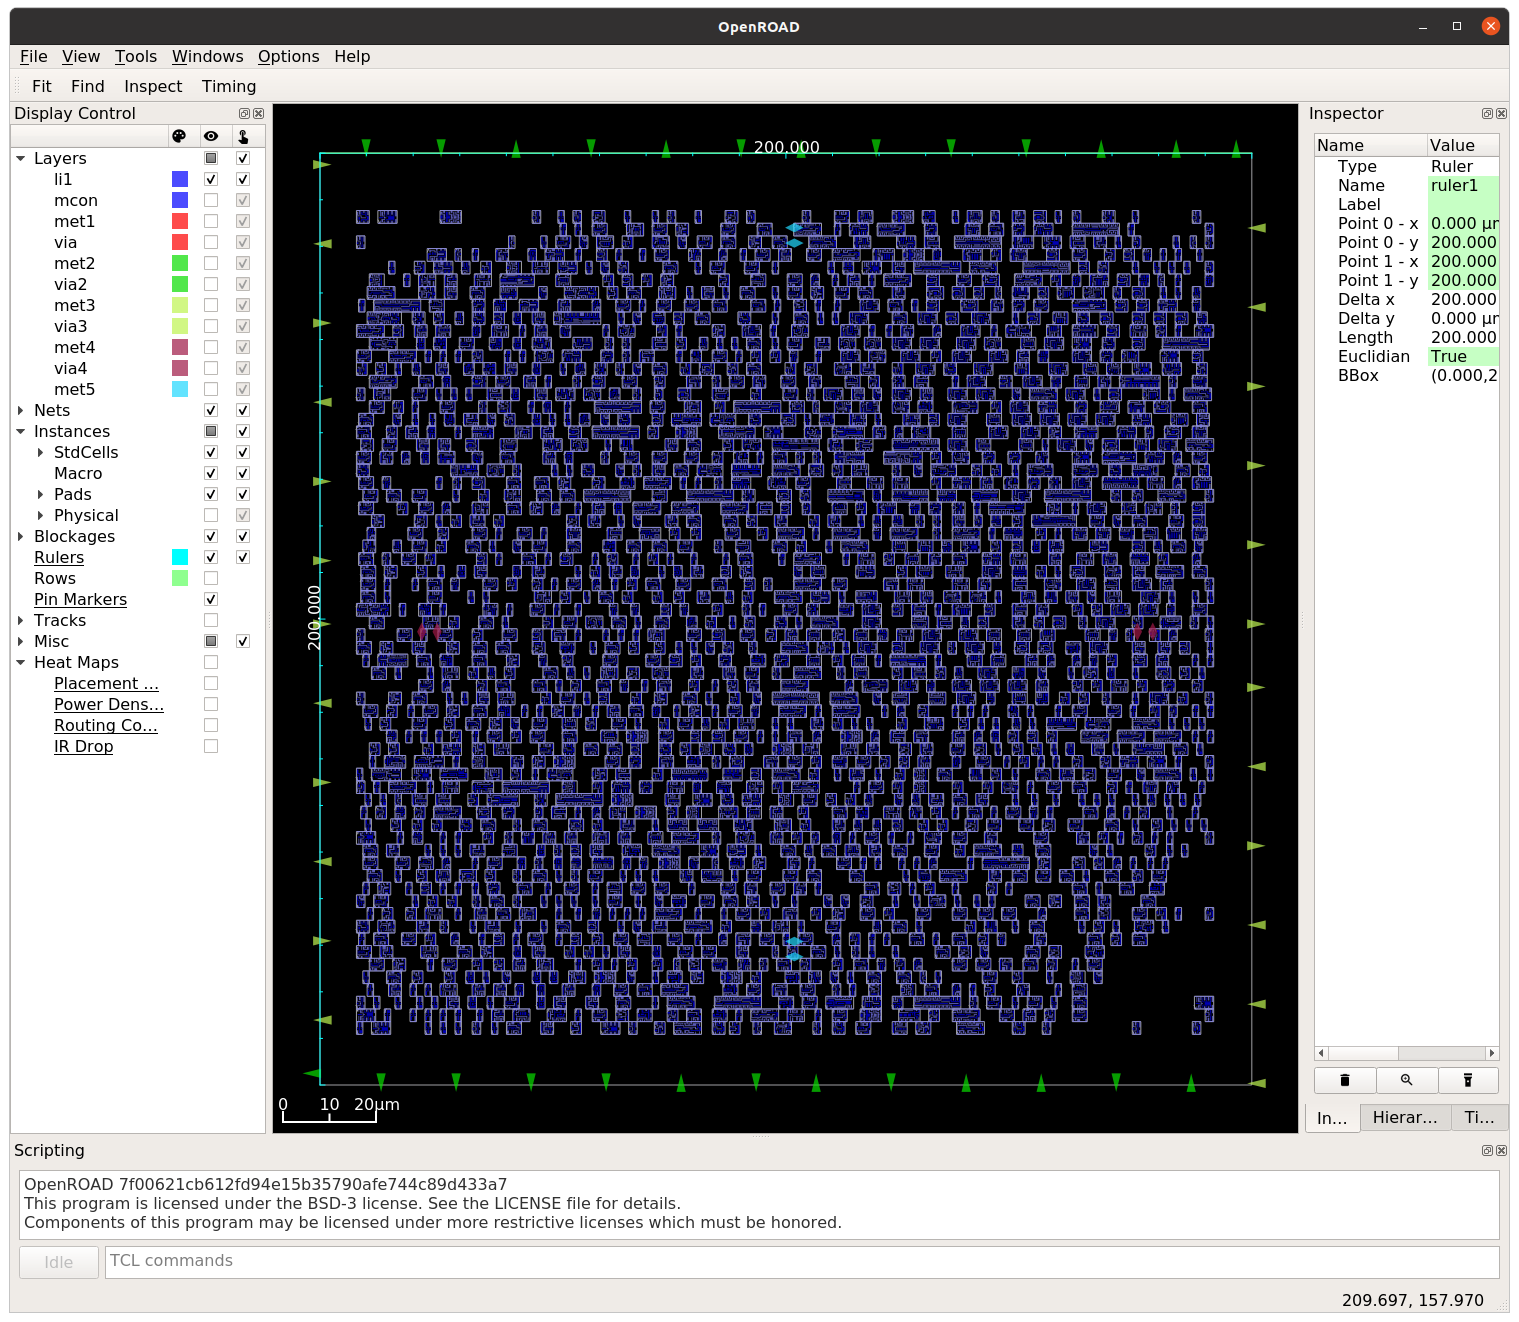 OpenROAD
File View Tools Windows Options Help
Fit Find Inspect Timing
Display Control
Layers
li1
mcon
met1
via
met2
via2
met3
via3
met4
via4
met5
Nets
Instances
StdCells
Macro
Pads
Physical
Blockages
Rulers
Rows
Pin Markers
Tracks
Misc
Heat Maps
Placement ...
Power Dens...
Routing Co...
IR Drop
200.000
200.000
0 10 20μm
Inspector
Name Value
Type Ruler
Name ruler1
Label
Point 0 - x 0.000 μr
Point 0 - y 200.000
Point 1 - x 200.000
Point 1 - y 200.000
Delta x 200.000
Delta y 0.000 μr
Length 200.000
Euclidian True
BBox (0.000,2
In... Hierar... Ti...
Scripting
OpenROAD 7f00621cb612fd94e15b35790afe744c89d433a7
This program is licensed under the BSD-3 license. See the LICENSE file for details.
Components of this program may be licensed under more restrictive licenses which must be honored.
Idle TCL commands
209.697, 157.970